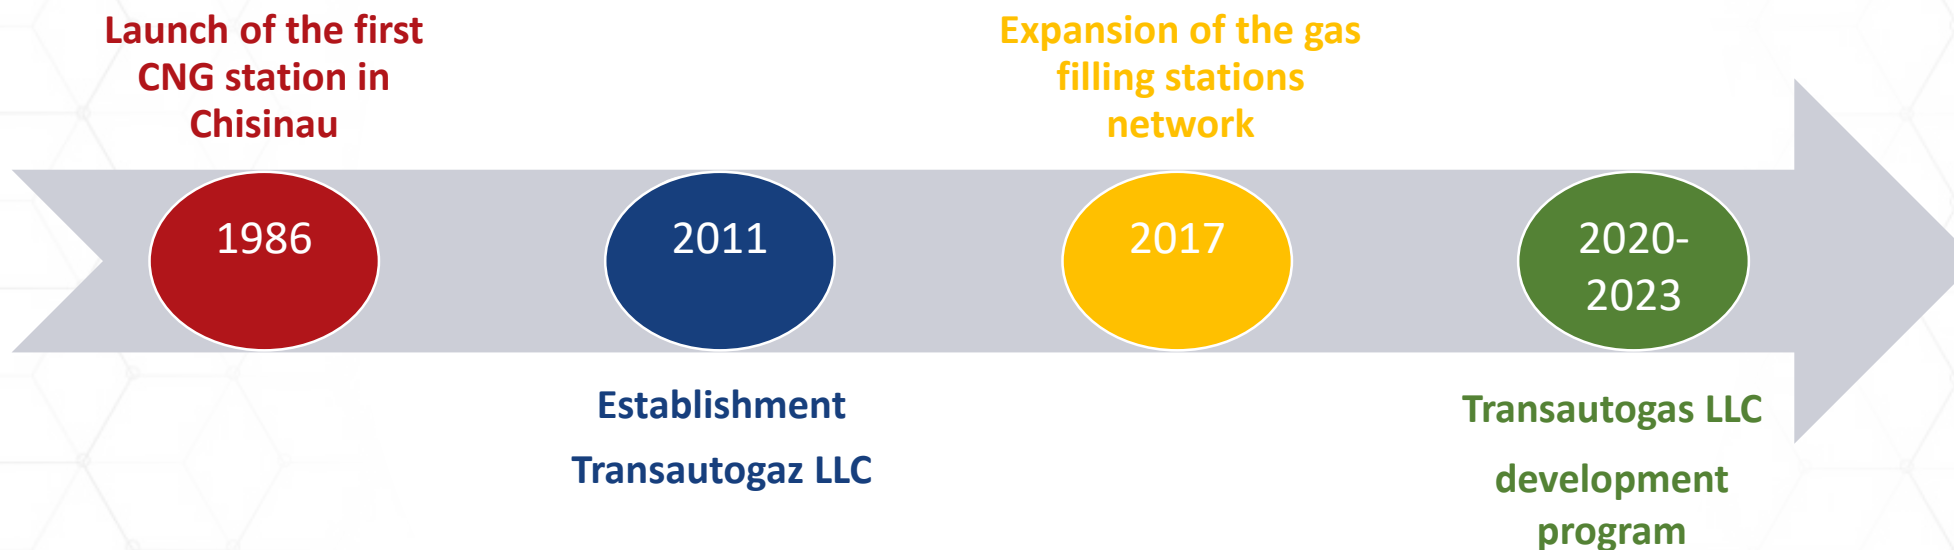 Launch of the first
CNG station in
Chisinau
Expansion of the gas
filling stations
network
1986
2011
2017
2020-
2023
Establishment
Transautogaz LLC
Transautogas LLC
development
program